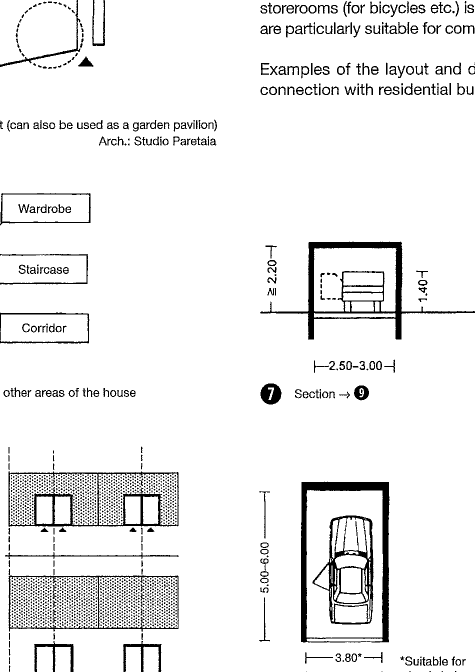 storerooms (for bicycles etc.) is
are particularly suitable for com
Examples of the layout and d
connection with residential bu
t (can also be used as a garden pavilion)
Arch.: Studio Paretaia
Wardrobe
Staircase
Corridor
other areas of the house
≥ 2.20
1.40
2.50–3.00
7 Section → 9
5.00–6.00
3.80*
*Suitable for